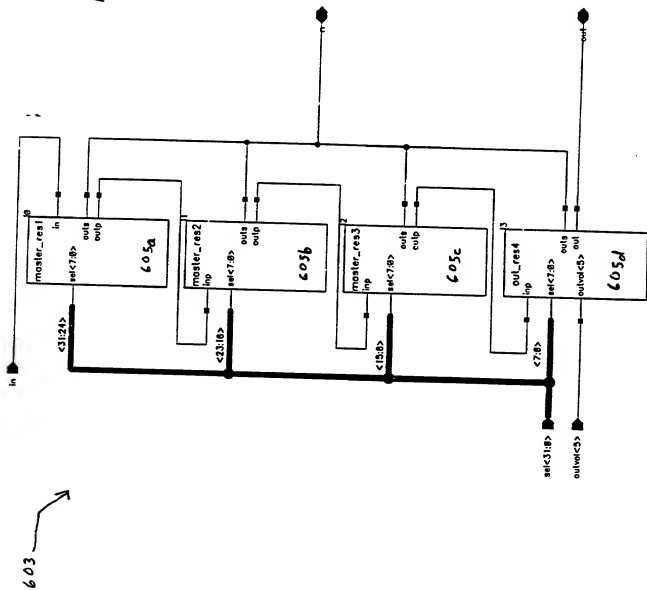 in
master_res1
in
sel<7:0>
outs
outp
605a
<31:24>
master_res2
inp
sel<7:0>
outs
outp
605b
<23:16>
master_res3
inp
sel<7:0>
outs
outp
605c
<15:8>
out_res4
inp
sel<7:0>
outval<5>
outs
out
605d
<7:0>
sel<31:0>
outval<5>
out
603